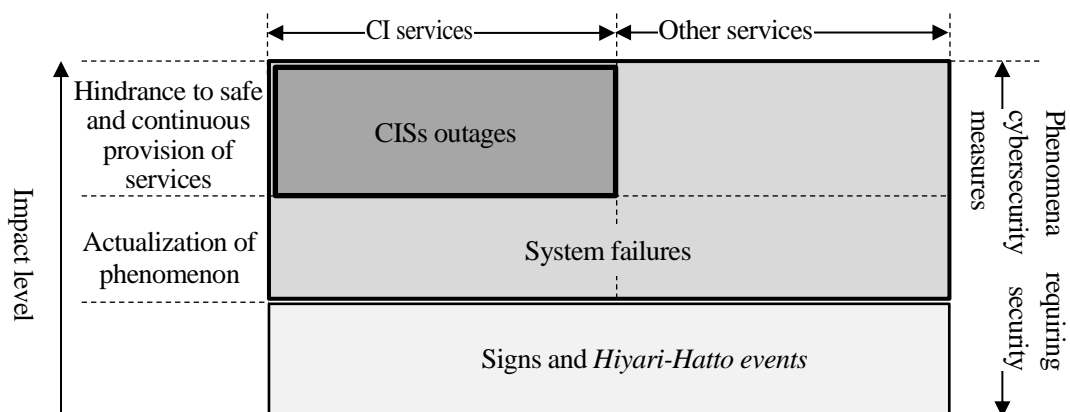 CI services
Other services
Hindrance to safe
and continuous
provision of
services
CISs outages
Actualization of
phenomenon
System failures
Signs and Hiyari-Hatto events
Impact level
Phenomena requiring
cybersecurity security
measures